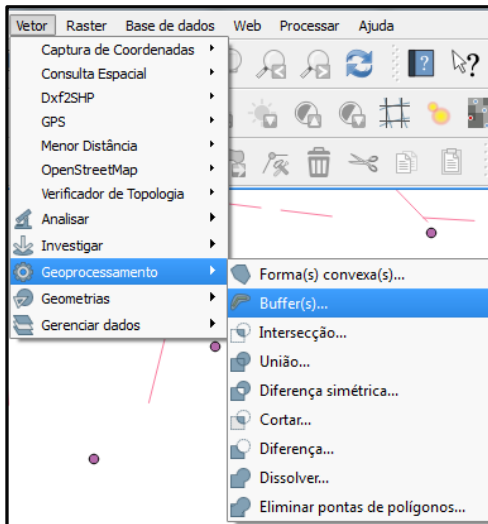 Vetor Raster Base de dados Web Processar Ajuda
Captura de Coordenadas
Consulta Espacial
Dxf2SHP
GPS
Menor Distância
OpenStreetMap
Verificador de Topologia
Analisar
Investigar
Geoprocessamento
Geometrias
Gerenciar dados
Forma(s) convexa(s)...
Buffer(s)...
Intersecção...
União...
Diferença simétrica...
Cortar...
Diferença...
Dissolver...
Eliminar pontas de polígonos...